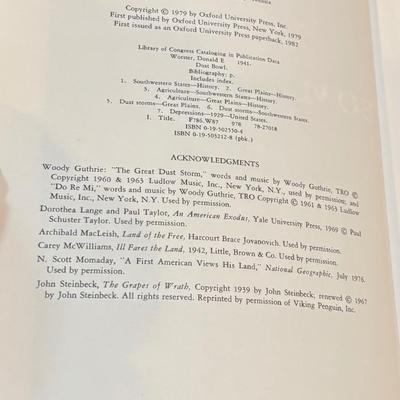 Copyright © 1979 by Oxford University Press, Inc.
First published by Oxford University Press, New York, 1979
First issued as an Oxford University Press paperback, 1982
Library of Congress Cataloging in Publication Data
Worster, Donald E 1941.
Dust Bowl.
Bibliography: p.
Includes index.
1. Southwestern States—History. 2. Great Plains—History.
3. Agriculture—Southwestern States—History.
4. Agriculture—Great Plains—History.
5. Dust storms—Great Plains. 6. Dust storms—Southwestern States.
7. Depressions—1929—United States.
I. Title. F786.W87 978 78-27018
ISBN 0-19-502550-4
ISBN 0-19-503212-8 (pbk.)
ACKNOWLEDGMENTS
Woody Guthrie: "The Great Dust Storm," words and music by Woody Guthrie, TRO ©
Copyright 1960 & 1963 Ludlow Music, Inc., New York, N.Y., used by permission; and
"Do Re Mi," words and music by Woody Guthrie, TRO Copyright © 1961 & 1963 Ludlow
Music, Inc., New York, N.Y. Used by permission.
Dorothea Lange and Paul Taylor, An American Exodus, Yale University Press, 1969 © Paul
Schuster Taylor. Used by permission.
Archibald MacLeish, Land of the Free, Harcourt Brace Jovanovich. Used by permission.
Carey McWilliams, Ill Fares the Land, 1942, Little, Brown & Co. Used by permission.
N. Scott Momaday, "A First American Views His Land," National Geographic, July 1976.
Used by permission.
John Steinbeck, The Grapes of Wrath, Copyright 1939 by John Steinbeck, renewed © 1967
by John Steinbeck. All rights reserved. Reprinted by permission of Viking Penguin, Inc.